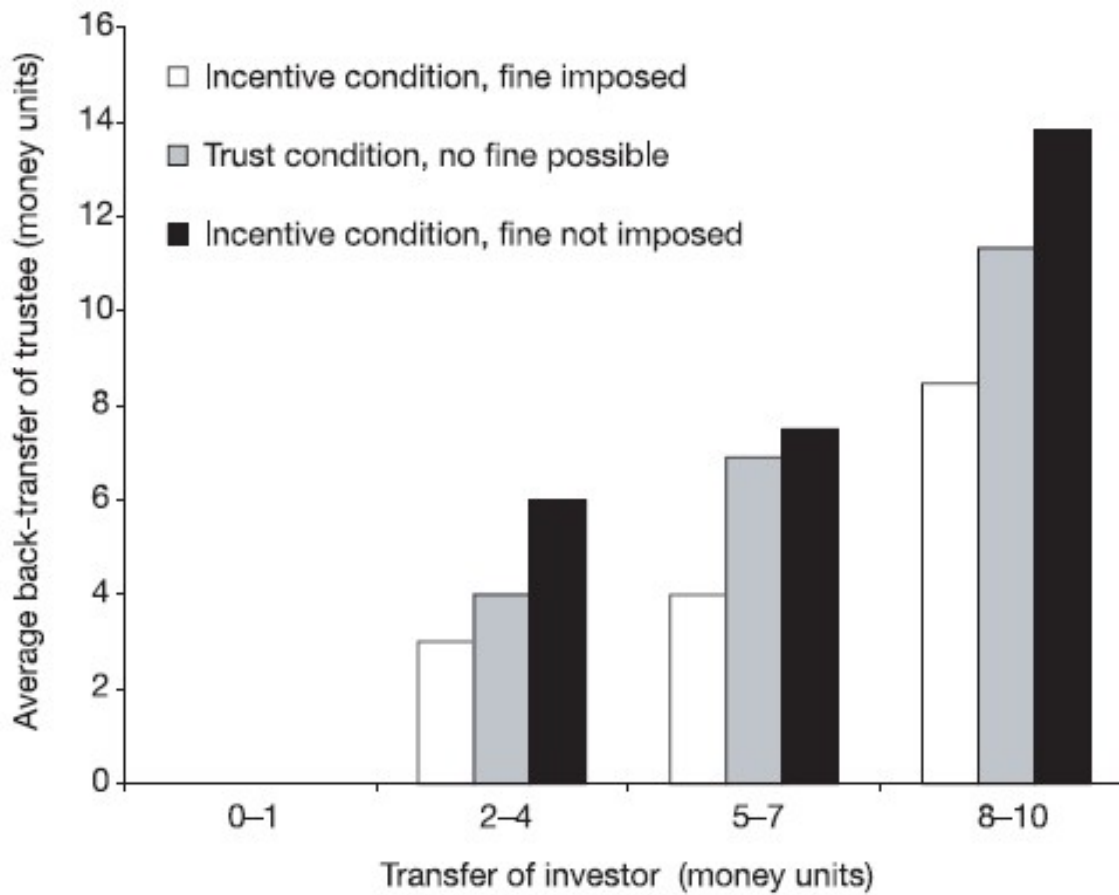 16
14
12
10
8
6
4
2
0
Average back-transfer of trustee (money units)
Incentive condition, fine imposed
Trust condition, no fine possible
Incentive condition, fine not imposed
0–1 2–4 5–7 8–10
Transfer of investor (money units)